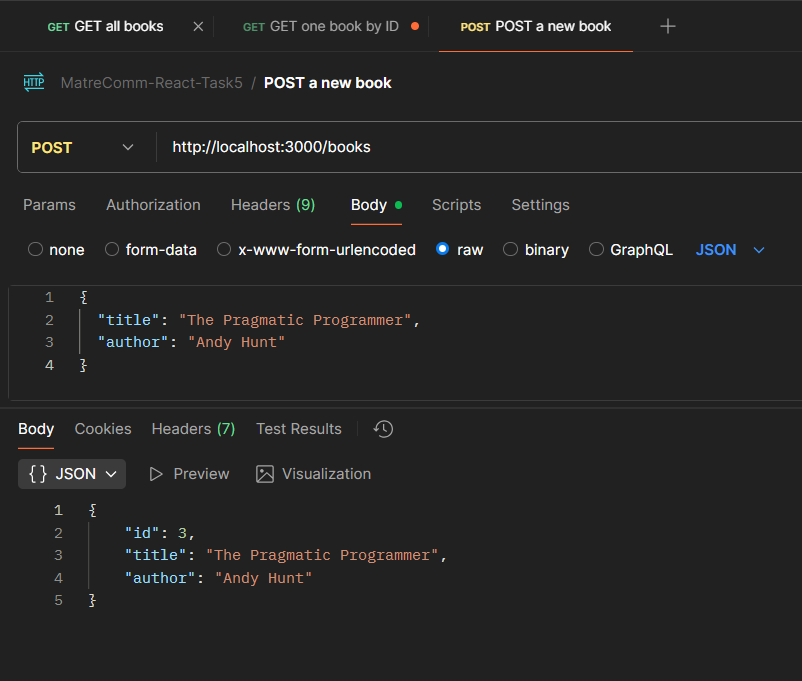 GET GET all books GET GET one book by ID POST POST a new book
HTTP MatreComm-React-Task5 / POST a new book
POST http://localhost:3000/books
Params Authorization Headers (9) Body Scripts Settings
none form-data x-www-form-urlencoded raw binary GraphQL JSON
1 {
2 "title": "The Pragmatic Programmer",
3 "author": "Andy Hunt"
4 }
Body Cookies Headers (7) Test Results
{} JSON Preview Visualization
1 {
2 "id": 3,
3 "title": "The Pragmatic Programmer",
4 "author": "Andy Hunt"
5 }